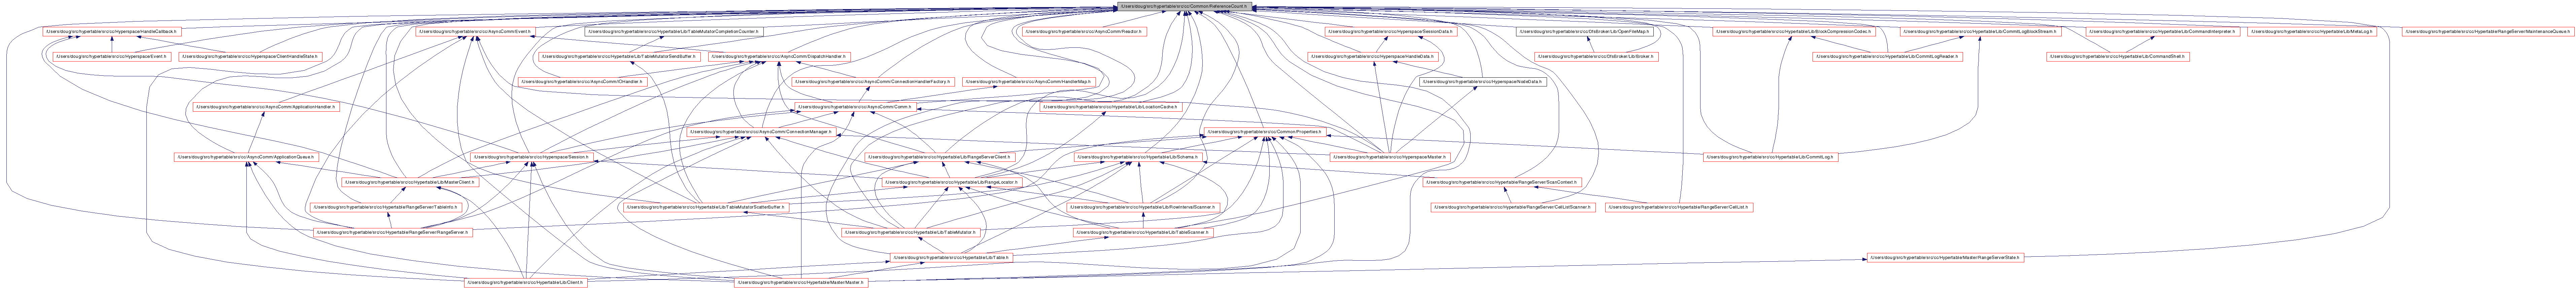 /Users/doug/src/hypertable/src/cc/Common/ReferenceCount.h
/Users/doug/src/hypertable/src/cc/Hyperspace/HandleCallback.h
/Users/doug/src/hypertable/src/cc/AsyncComm/Event.h
/Users/doug/src/hypertable/src/cc/Hypertable/Lib/TableMutatorCompletionCounter.h
/Users/doug/src/hypertable/src/cc/AsyncComm/Reactor.h
/Users/doug/src/hypertable/src/cc/Hyperspace/SessionData.h
/Users/doug/src/hypertable/src/cc/DfsBroker/Lib/OpenFileMap.h
/Users/doug/src/hypertable/src/cc/Hypertable/Lib/BlockCompressionCodec.h
/Users/doug/src/hypertable/src/cc/Hypertable/Lib/CommitLogBlockStream.h
/Users/doug/src/hypertable/src/cc/Hypertable/Lib/CommandInterpreter.h
/Users/doug/src/hypertable/src/cc/Hypertable/Lib/MetaLog.h
/Users/doug/src/hypertable/src/cc/Hypertable/RangeServer/MaintenanceQueue.h
/Users/doug/src/hypertable/src/cc/Hyperspace/Event.h
/Users/doug/src/hypertable/src/cc/Hyperspace/ClientHandleState.h
/Users/doug/src/hypertable/src/cc/Hypertable/Lib/TableMutatorSendBuffer.h
/Users/doug/src/hypertable/src/cc/AsyncComm/DispatchHandler.h
/Users/doug/src/hypertable/src/cc/Hyperspace/HandleData.h
/Users/doug/src/hypertable/src/cc/DfsBroker/Lib/Broker.h
/Users/doug/src/hypertable/src/cc/Hypertable/Lib/CommitLogReader.h
/Users/doug/src/hypertable/src/cc/Hypertable/Lib/CommandShell.h
/Users/doug/src/hypertable/src/cc/AsyncComm/IOHandler.h
/Users/doug/src/hypertable/src/cc/AsyncComm/ConnectionHandlerFactory.h
/Users/doug/src/hypertable/src/cc/AsyncComm/HandlerMap.h
/Users/doug/src/hypertable/src/cc/Hyperspace/NodeData.h
/Users/doug/src/hypertable/src/cc/AsyncComm/ApplicationHandler.h
/Users/doug/src/hypertable/src/cc/AsyncComm/Comm.h
/Users/doug/src/hypertable/src/cc/Hypertable/Lib/LocationCache.h
/Users/doug/src/hypertable/src/cc/AsyncComm/ConnectionManager.h
/Users/doug/src/hypertable/src/cc/Common/Properties.h
/Users/doug/src/hypertable/src/cc/AsyncComm/ApplicationQueue.h
/Users/doug/src/hypertable/src/cc/Hyperspace/Session.h
/Users/doug/src/hypertable/src/cc/Hypertable/Lib/RangeServerClient.h
/Users/doug/src/hypertable/src/cc/Hypertable/Lib/Schema.h
/Users/doug/src/hypertable/src/cc/Hyperspace/Master.h
/Users/doug/src/hypertable/src/cc/Hypertable/Lib/CommitLog.h
/Users/doug/src/hypertable/src/cc/Hypertable/Lib/MasterClient.h
/Users/doug/src/hypertable/src/cc/Hypertable/Lib/RangeLocator.h
/Users/doug/src/hypertable/src/cc/Hypertable/RangeServer/ScanContext.h
/Users/doug/src/hypertable/src/cc/Hypertable/RangeServer/TableInfo.h
/Users/doug/src/hypertable/src/cc/Hypertable/Lib/TableMutatorScatterBuffer.h
/Users/doug/src/hypertable/src/cc/Hypertable/Lib/RowIntervalScanner.h
/Users/doug/src/hypertable/src/cc/Hypertable/RangeServer/CellListScanner.h
/Users/doug/src/hypertable/src/cc/Hypertable/RangeServer/CellList.h
/Users/doug/src/hypertable/src/cc/Hypertable/RangeServer/RangeServer.h
/Users/doug/src/hypertable/src/cc/Hypertable/Lib/TableMutator.h
/Users/doug/src/hypertable/src/cc/Hypertable/Lib/TableScanner.h
/Users/doug/src/hypertable/src/cc/Hypertable/Lib/Table.h
/Users/doug/src/hypertable/src/cc/Hypertable/Master/RangeServerState.h
/Users/doug/src/hypertable/src/cc/Hypertable/Lib/Client.h
/Users/doug/src/hypertable/src/cc/Hypertable/Master/Master.h